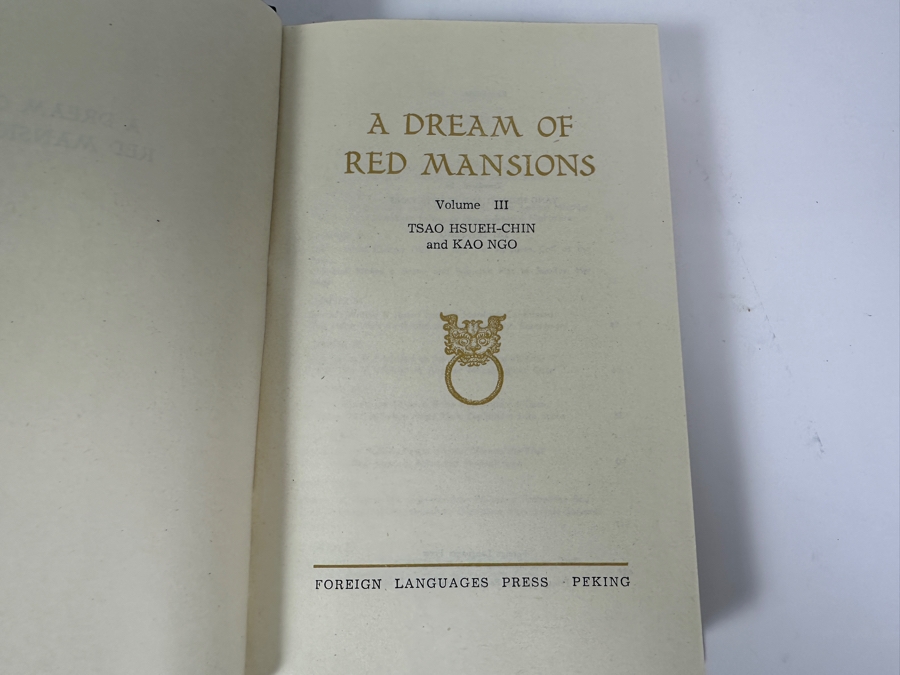 A DREAM OF
RED MANSIONS
Volume III
TSAO HSUEH-CHIN
and KAO NGO
FOREIGN LANGUAGES PRESS PEKING